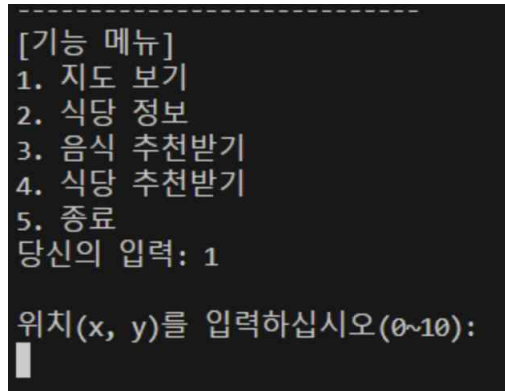 -----------------------------
[기능 메뉴]
1. 지도 보기
2. 식당 정보
3. 음식 추천받기
4. 식당 추천받기
5. 종료
당신의 입력: 1
위치(x, y)를 입력하십시오(0~10):